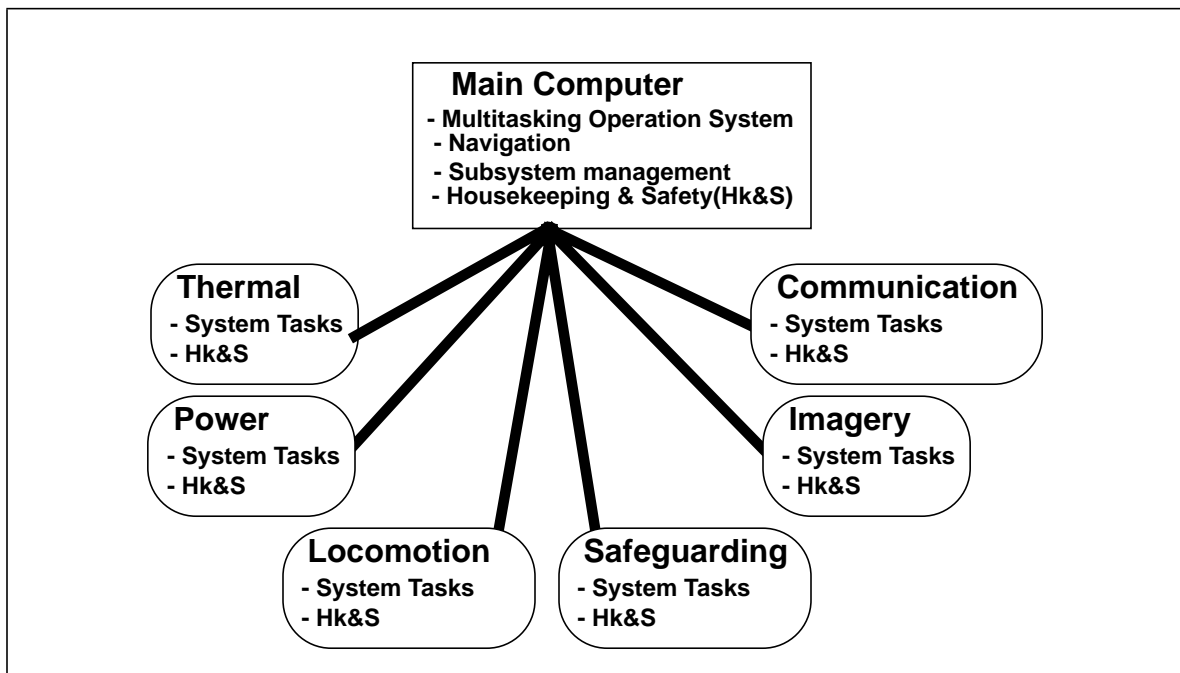 Main Computer
- Multitasking Operation System
- Navigation
- Subsystem management
- Housekeeping & Safety(Hk&S)
Thermal
- System Tasks
- Hk&S
Communication
- System Tasks
- Hk&S
Power
- System Tasks
- Hk&S
Imagery
- System Tasks
- Hk&S
Locomotion
- System Tasks
- Hk&S
Safeguarding
- System Tasks
- Hk&S